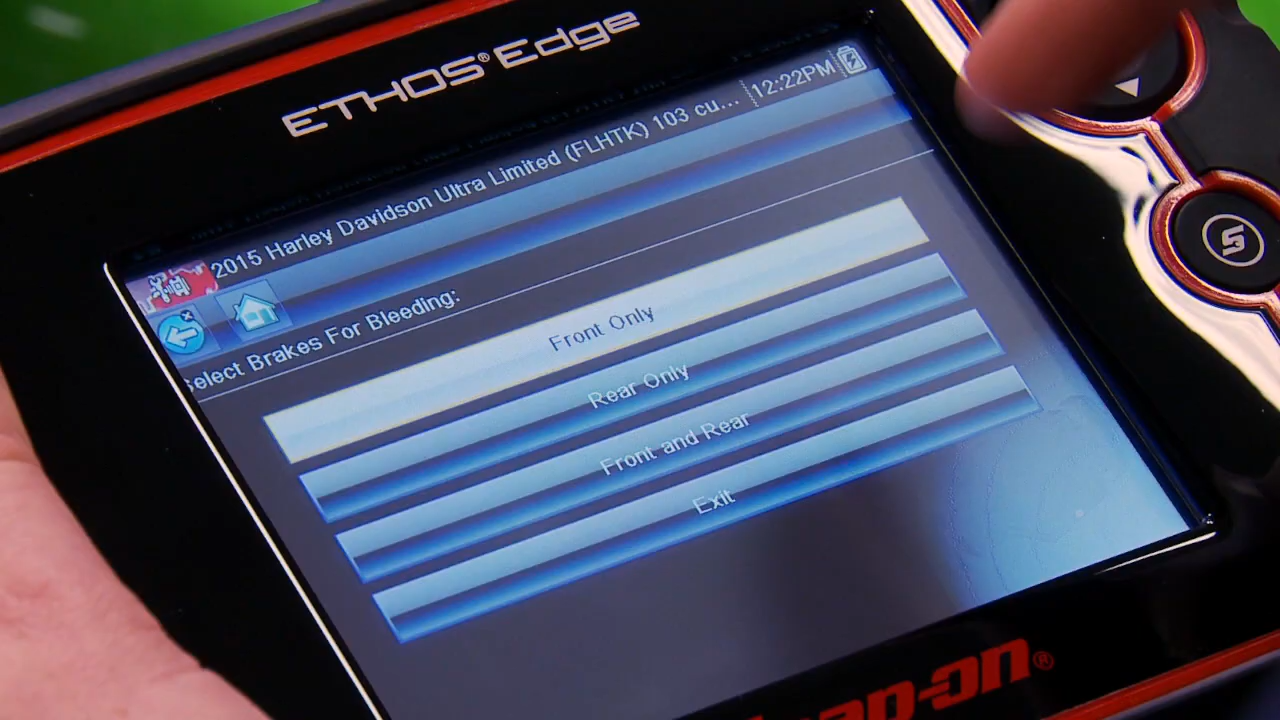 ETHOS® Edge
2015 Harley Davidson Ultra Limited (FLHTK) 103 cu... 12:22PM
Select Brakes For Bleeding:
Front Only
Rear Only
Front and Rear
Exit
Snap-on®